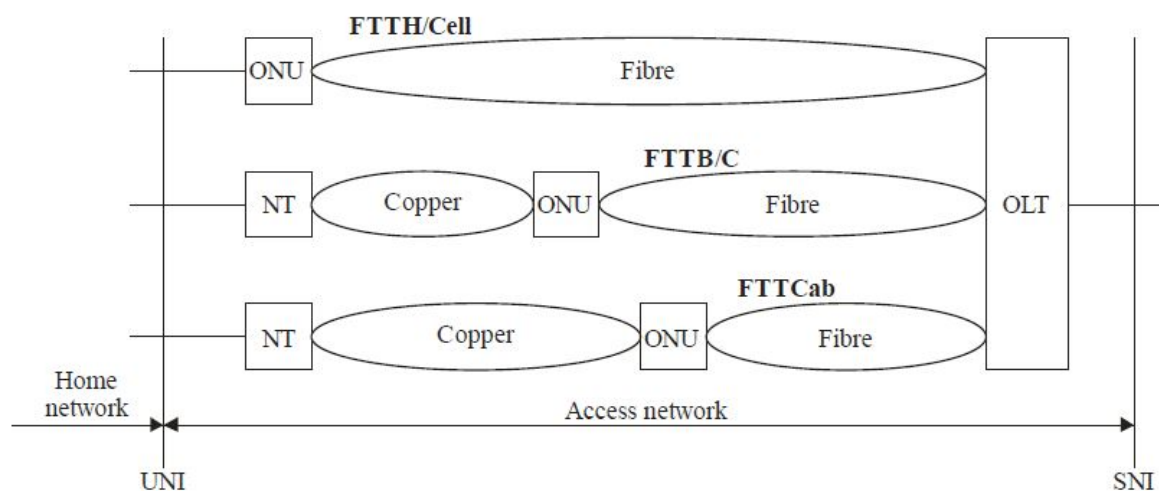 FTTH/Cell
ONU
Fibre
FTTB/C
NT
Copper
ONU
Fibre
OLT
FTTCab
NT
Copper
ONU
Fibre
Home
network
Access network
UNI
SNI